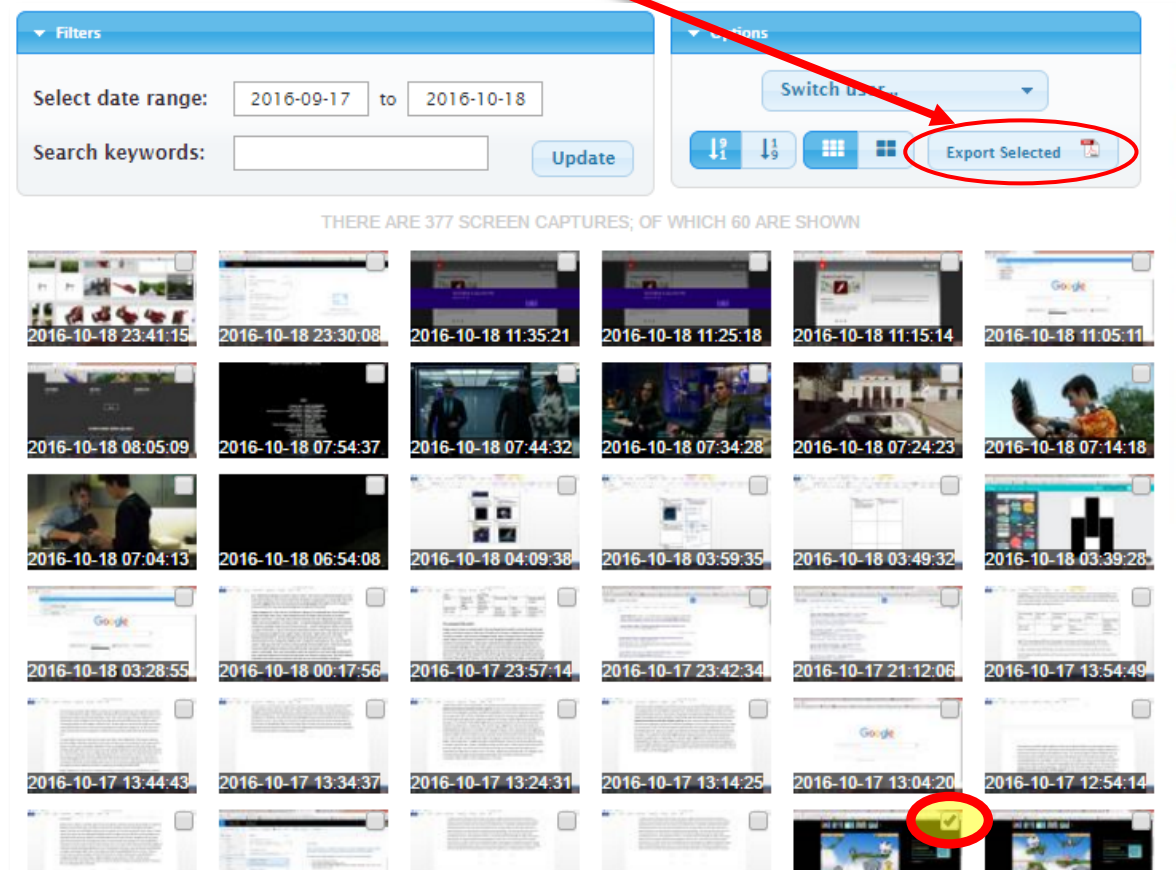 Filters
Options
Select date range:
2016-09-17 to 2016-10-18
Switch user...
Search keywords:
Update
Export Selected
THERE ARE 377 SCREEN CAPTURES; OF WHICH 60 ARE SHOWN
Google
2016-10-18 23:41:15 2016-10-18 23:30:08 2016-10-18 11:35:21 2016-10-18 11:25:18 2016-10-18 11:15:14 2016-10-18 11:05:11
2016-10-18 08:05:09 2016-10-18 07:54:37 2016-10-18 07:44:32 2016-10-18 07:34:28 2016-10-18 07:24:23 2016-10-18 07:14:18
2016-10-18 07:04:13 2016-10-18 06:54:08 2016-10-18 04:09:38 2016-10-18 03:59:35 2016-10-18 03:49:32 2016-10-18 03:39:28
Google
2016-10-18 03:28:55 2016-10-18 00:17:56 2016-10-17 23:57:14 2016-10-17 23:42:34 2016-10-17 21:12:06 2016-10-17 13:54:49
Google
2016-10-17 13:44:43 2016-10-17 13:34:37 2016-10-17 13:24:31 2016-10-17 13:14:25 2016-10-17 13:04:20 2016-10-17 12:54:14